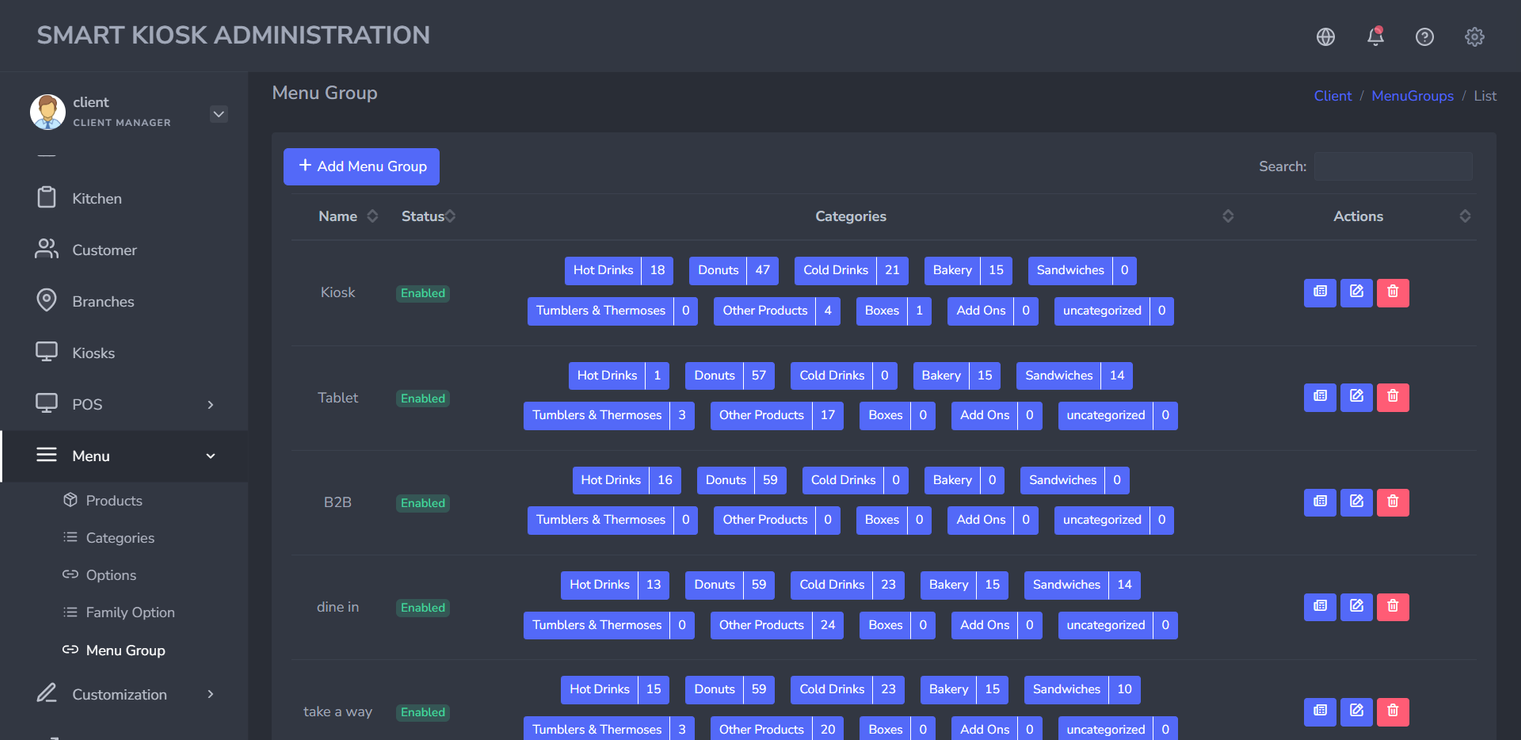 SMART KIOSK ADMINISTRATION
client
CLIENT MANAGER
Kitchen
Customer
Branches
Kiosks
POS
Menu
Products
Categories
Options
Family Option
Menu Group
Customization
Menu Group
Client / MenuGroups / List
+ Add Menu Group
Search:
Name Status Categories Actions
Hot Drinks 18 Donuts 47 Cold Drinks 21 Bakery 15 Sandwiches 0
Kiosk Enabled
Tumblers & Thermoses 0 Other Products 4 Boxes 1 Add Ons 0 uncategorized 0
Hot Drinks 1 Donuts 57 Cold Drinks 0 Bakery 15 Sandwiches 14
Tablet Enabled
Tumblers & Thermoses 3 Other Products 17 Boxes 0 Add Ons 0 uncategorized 0
Hot Drinks 16 Donuts 59 Cold Drinks 0 Bakery 0 Sandwiches 0
B2B Enabled
Tumblers & Thermoses 0 Other Products 0 Boxes 0 Add Ons 0 uncategorized 0
Hot Drinks 13 Donuts 59 Cold Drinks 23 Bakery 15 Sandwiches 14
dine in Enabled
Tumblers & Thermoses 0 Other Products 24 Boxes 0 Add Ons 0 uncategorized 0
Hot Drinks 15 Donuts 59 Cold Drinks 23 Bakery 15 Sandwiches 10
take a way Enabled
Tumblers & Thermoses 3 Other Products 20 Boxes 0 Add Ons 0 uncategorized 0